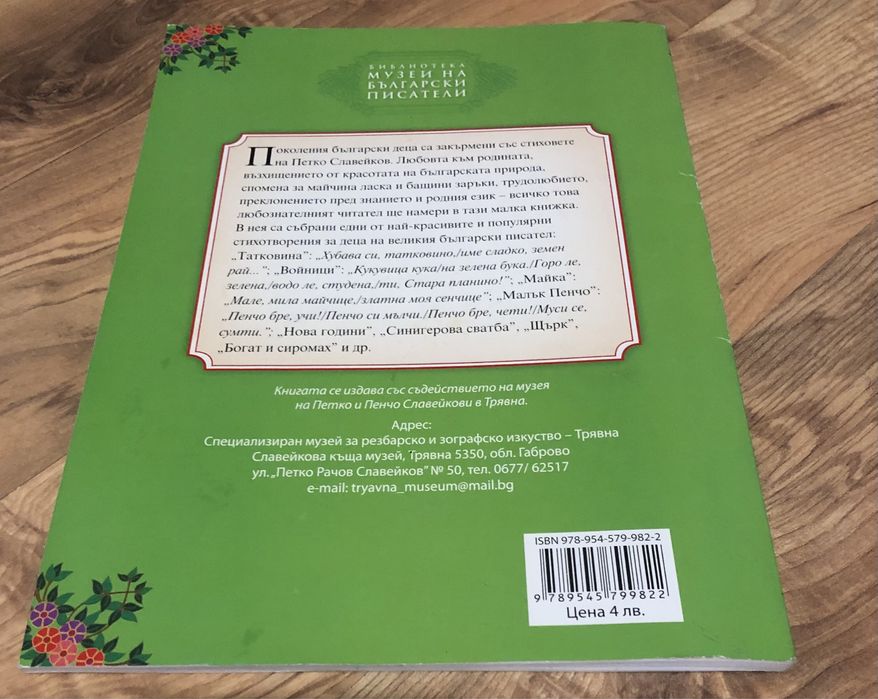 БИБЛИОТЕКА
МУЗЕИ НА
БЪЛГАРСКИ
ПИСАТЕЛИ
Поколения български деца са закърмени със стиховете
на Петко Славейков. Любовта към родината,
възхищението от красотата на българската природа,
спомена за майчина ласка и бащини заръки, трудолюбието,
преклонението пред знанието и родния език – всичко това
любознателният читател ще намери в тази малка книжка.
В нея са събрани едни от най-красивите и популярни
стихотворения за деца на великия български писател:
„Татковина”: „Хубава си, татковино,/име сладко, земен
рай...”; „Войници”: „Кукувица кука/на зелена бука./Горо ле,
зелена,/водо ле, студена,/ти, Стара планино!”; „Майка”:
„Мале, мила майчице,/златна моя сенчице”; „Малък Пенчо”:
„Пенчо бре, учи!/Пенчо си мълчи./Пенчо бре, чети!/Муси се,
сумти.”; „Нова години”, „Синигерова сватба”, „Щърк”,
„Богат и сиромах” и др.
Книгата се издава със съдействието на музея
на Петко и Пенчо Славейкови в Трявна.
Адрес:
Специализиран музей за резбарско и зографско изкуство – Трявна
Славейкова къща музей, Трявна 5350, обл. Габрово
ул. „Петко Рачов Славейков” № 50, тел. 0677/ 62517
e-mail: tryavna_museum@mail.bg
ISBN 978-954-579-982-2
9 789545 799822
Цена 4 лв.